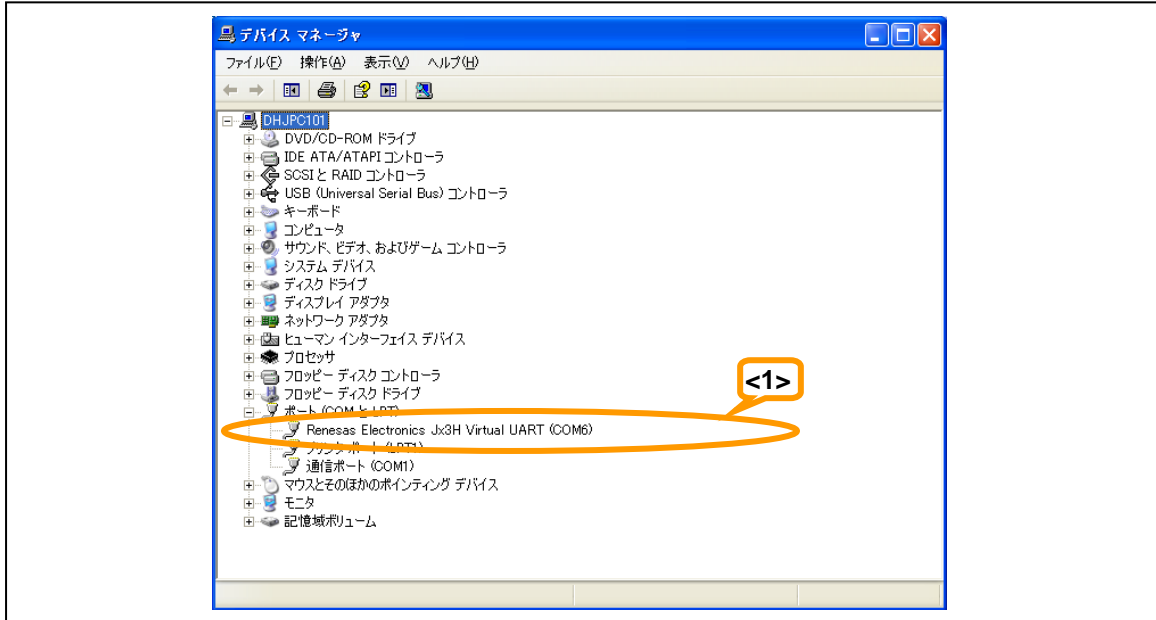 デバイス マネージャ
ファイル(F) 操作(A) 表示(V) ヘルプ(H)
DHJPC101
DVD/CD-ROM ドライブ
IDE ATA/ATAPI コントローラ
SCSI と RAID コントローラ
USB (Universal Serial Bus) コントローラ
キーボード
コンピュータ
サウンド、ビデオ、およびゲーム コントローラ
システム デバイス
ディスク ドライブ
ディスプレイ アダプタ
ネットワーク アダプタ
ヒューマン インターフェイス デバイス
プロセッサ
フロッピー ディスク コントローラ
<1>
フロッピー ディスク ドライブ
ポート (COM と LPT)
Renesas Electronics Jx3H Virtual UART (COM6)
プリンタ ポート (LPT1)
通信ポート (COM1)
マウスとそのほかのポインティング デバイス
モニタ
記憶域ボリューム